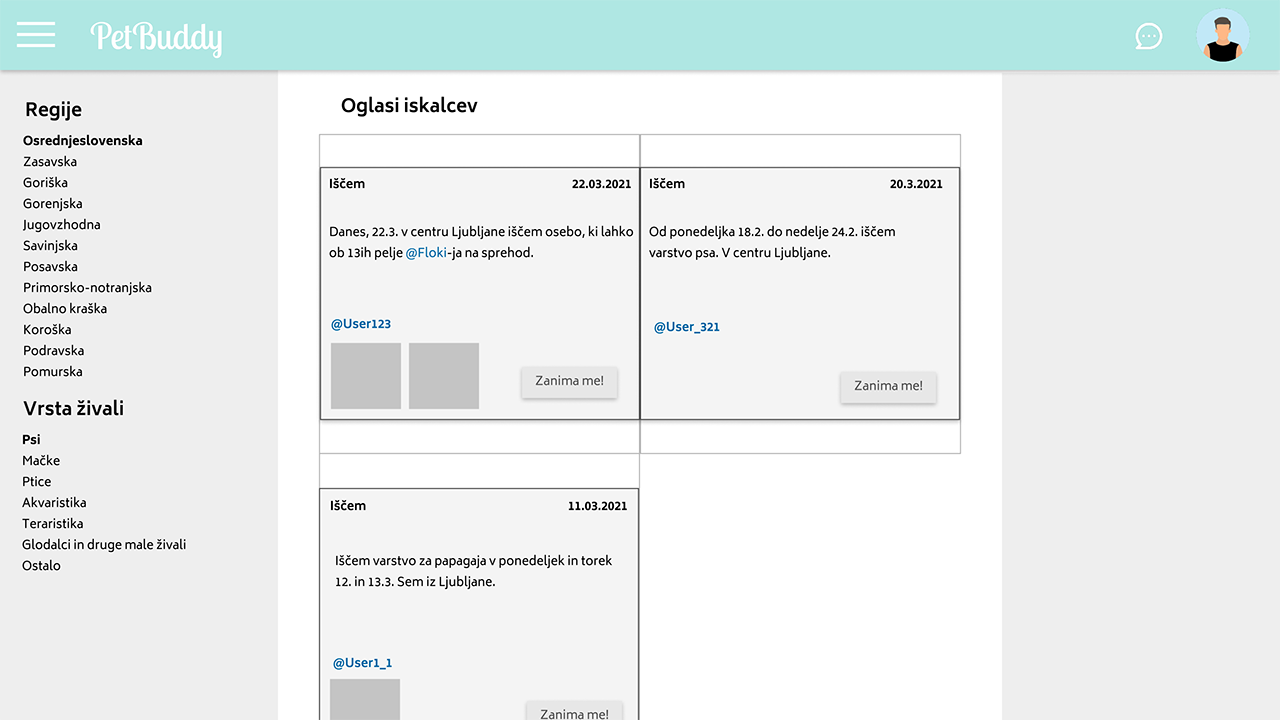 PetBuddy
Regije
Osrednjeslovenska
Zasavska
Goriška
Gorenjska
Jugovzhodna
Savinjska
Posavska
Primorsko-notranjska
Obalno kraška
Koroška
Podravska
Pomurska
Vrsta živali
Psi
Mačke
Ptice
Akvaristika
Teraristika
Glodalci in druge male živali
Ostalo
Oglasi iskalcev
Iščem 22.03.2021
Danes, 22.3. v centru Ljubljane iščem osebo, ki lahko
ob 13ih pelje @Floki-ja na sprehod.
@User123
Zanima me!
Iščem 20.3.2021
Od ponedeljka 18.2. do nedelje 24.2. iščem
varstvo psa. V centru Ljubljane.
@User_321
Zanima me!
Iščem 11.03.2021
Iščem varstvo za papagaja v ponedeljek in torek
12. in 13.3. Sem iz Ljubljane.
@User1_1
Zanima me!